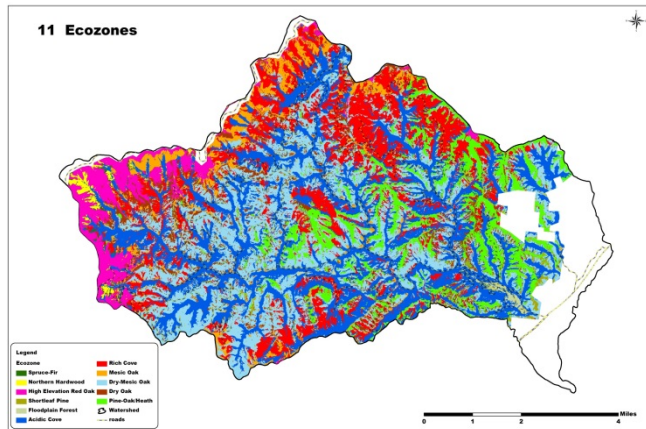 11 Ecozones
Legend
Ecozone
Spruce-Fir
Northern Hardwood
High Elevation Red Oak
Shortleaf Pine
Floodplain Forest
Acidic Cove
Rich Cove
Mesic Oak
Dry-Mesic Oak
Dry Oak
Pine-Oak/Heath
Watershed
roads
0 1 2 4 Miles